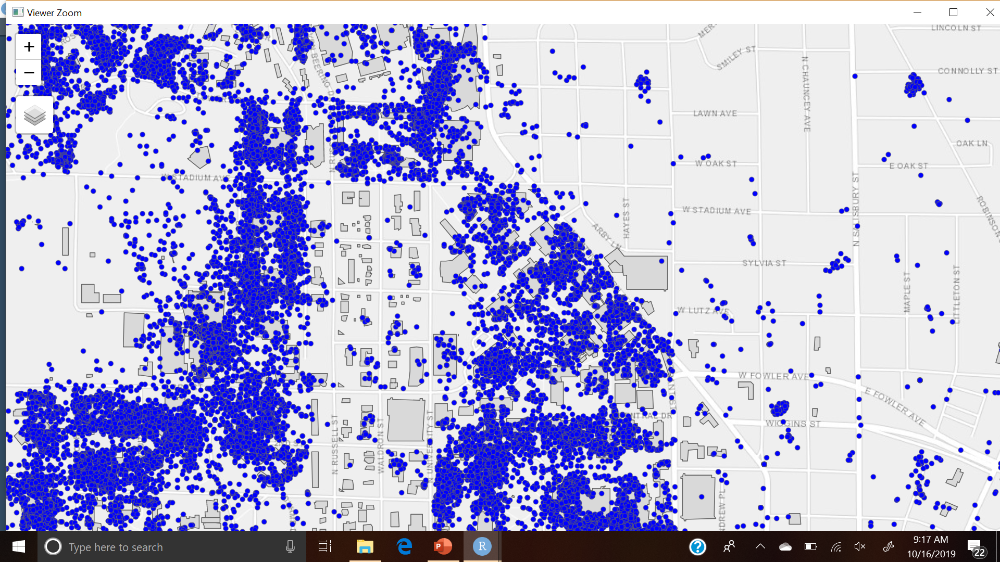 Viewer Zoom
+
−
LINCOLN ST
SMILEY ST
N CHAUNCEY AVE
CONNOLLY ST
LAWN AVE
OAK LN
W OAK ST
E OAK ST
W STADIUM AVE
N SALISBURY ST
HAYES ST
ARBY LN
W STADIUM AVE
ROBINSON
SYLVIA ST
MAPLE ST
LITTLETON ST
W LUTZ AVE
W FOWLER AVE
E FOWLER AVE
WIGGINS ST
N RUSSELL ST
WALDRON ST
N UNIVERSITY ST
Type here to search
P
R
?
9:17 AM
10/16/2019
22